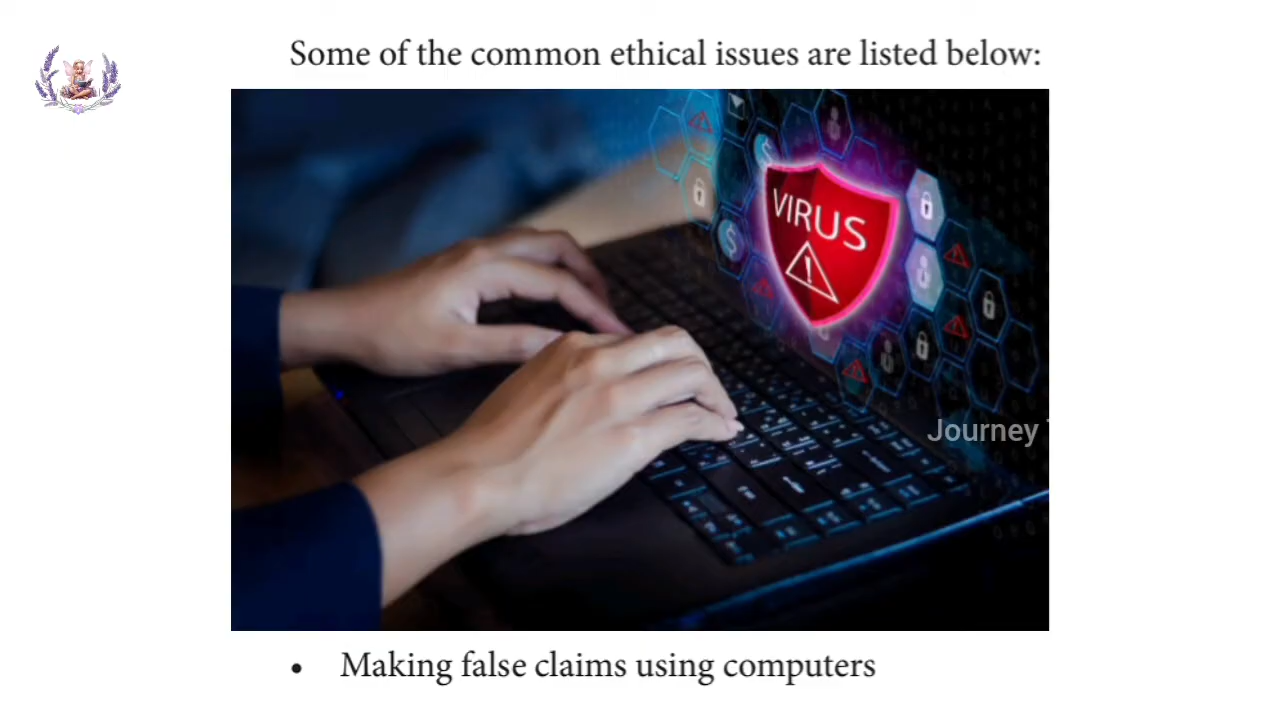 Some of the common ethical issues are listed below:
VIRUS
Journey
• Making false claims using computers